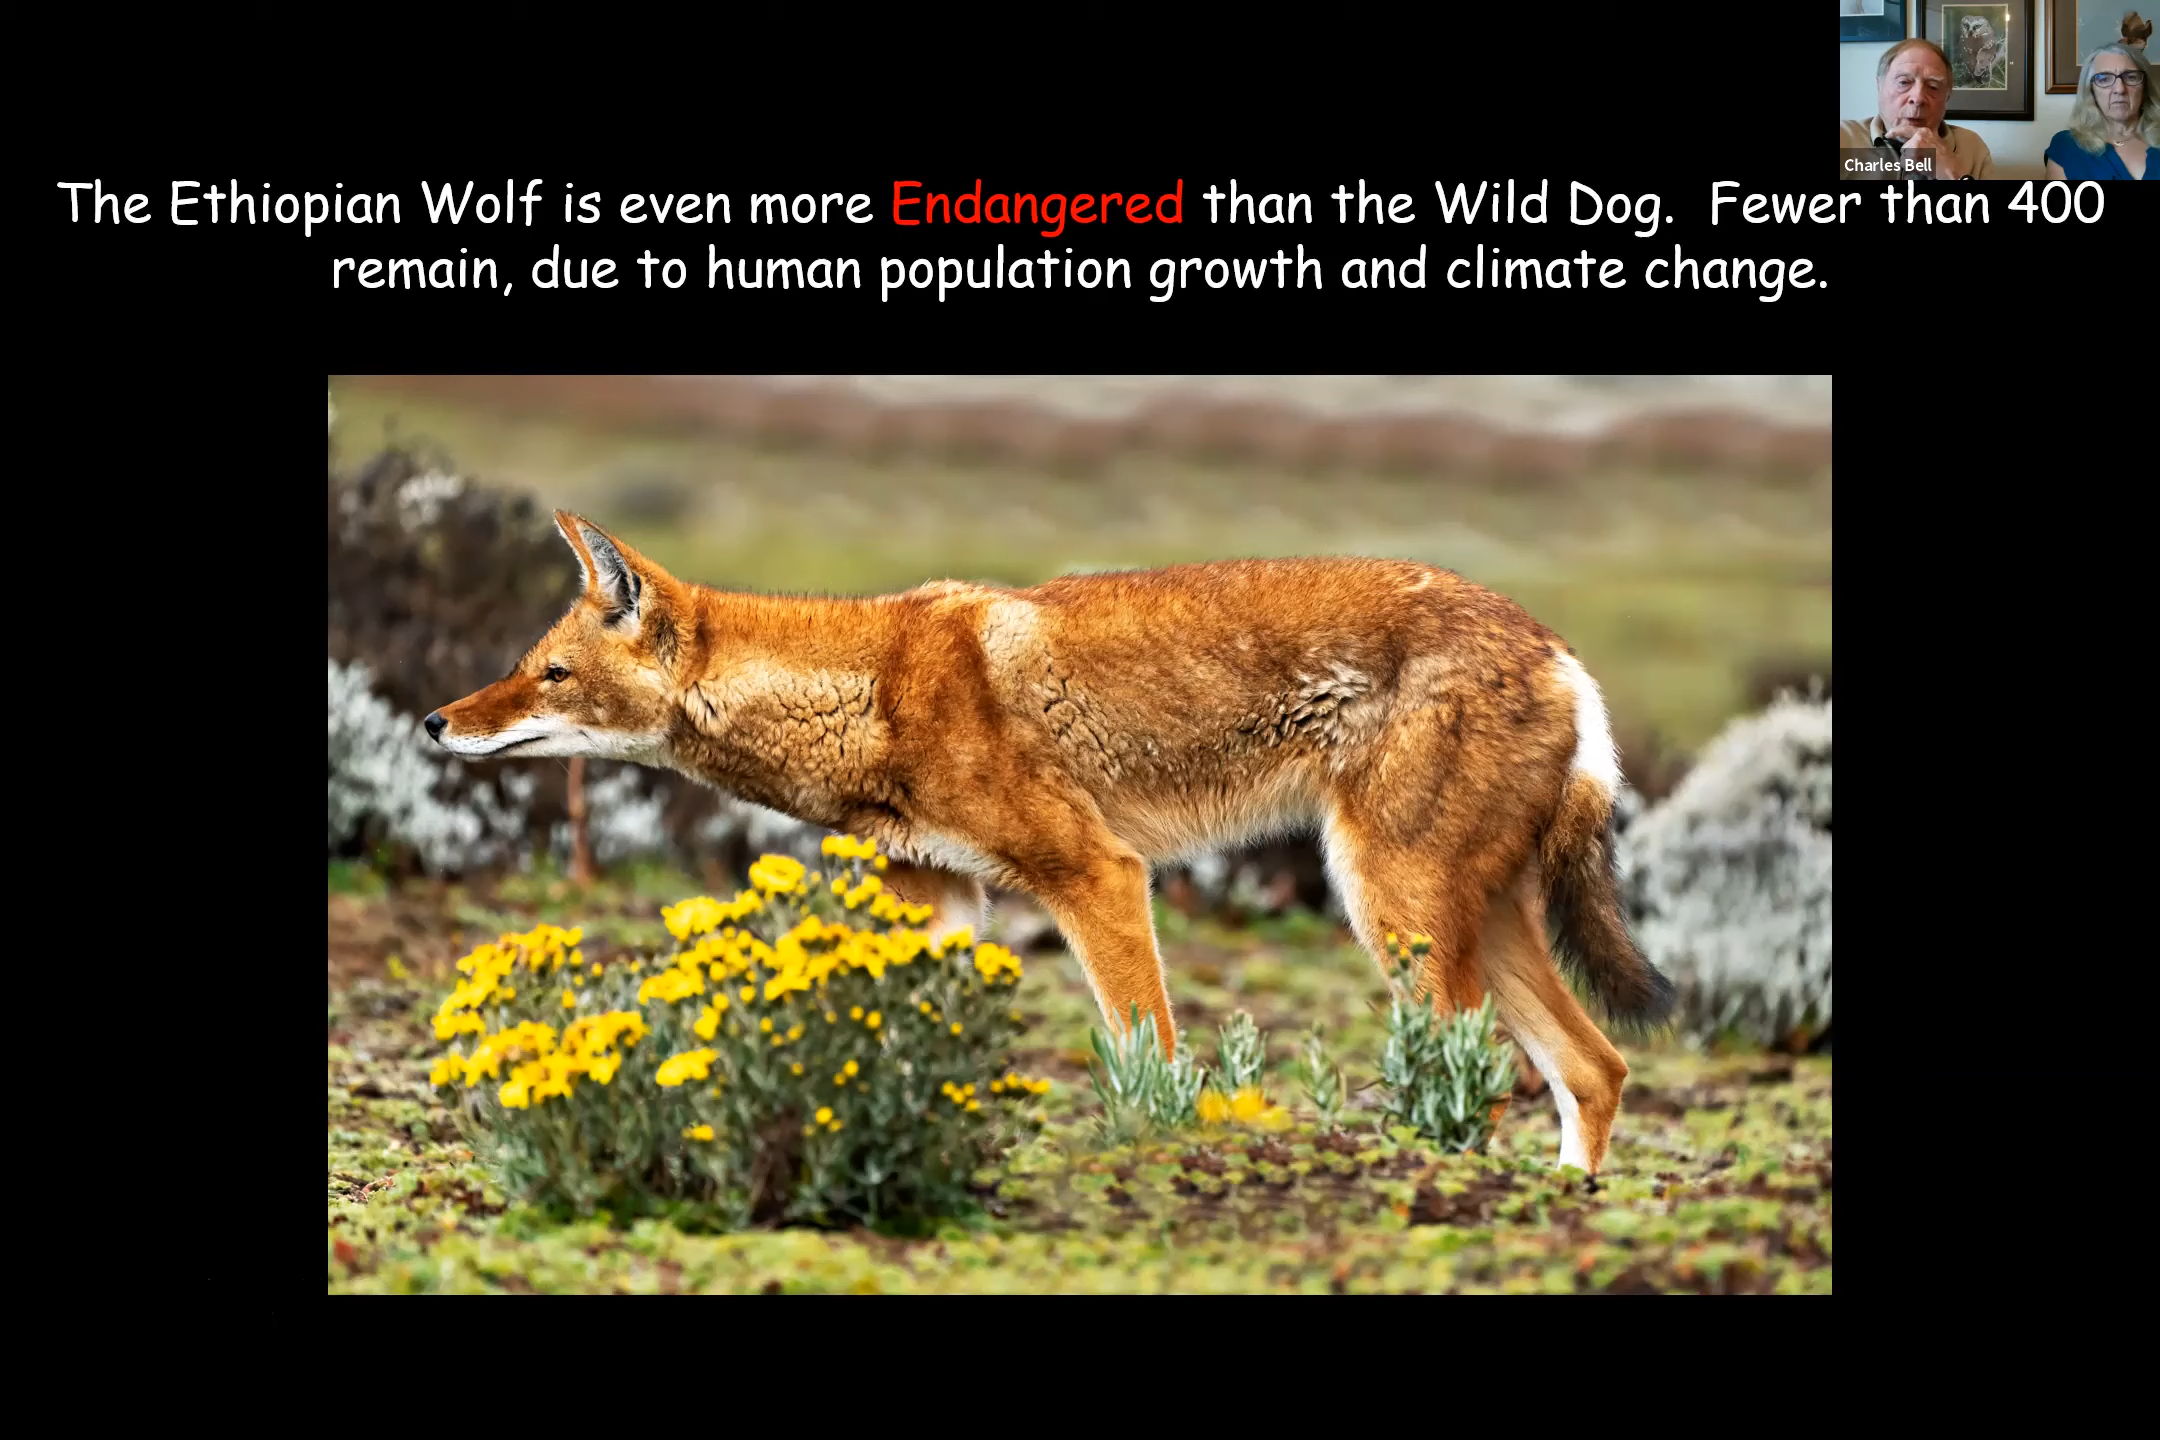 Charles Bell
The Ethiopian Wolf is even more Endangered than the Wild Dog.  Fewer than 400
remain, due to human population growth and climate change.